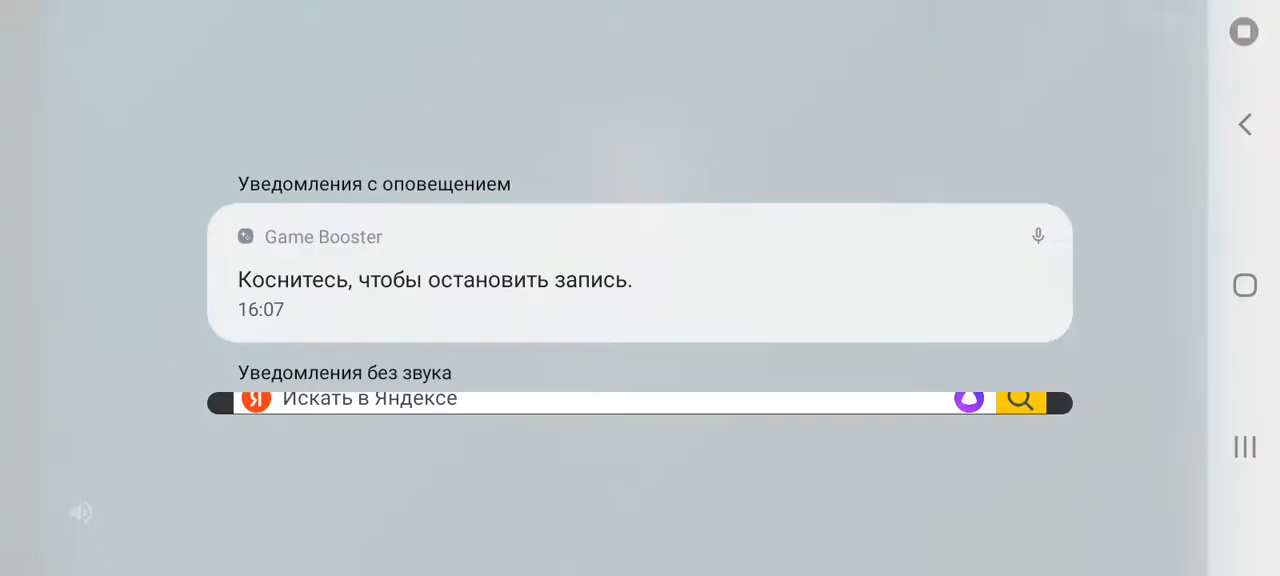 Уведомления с оповещением
Game Booster
Коснитесь, чтобы остановить запись.
16:07
Уведомления без звука
Я Искать в Яндексе